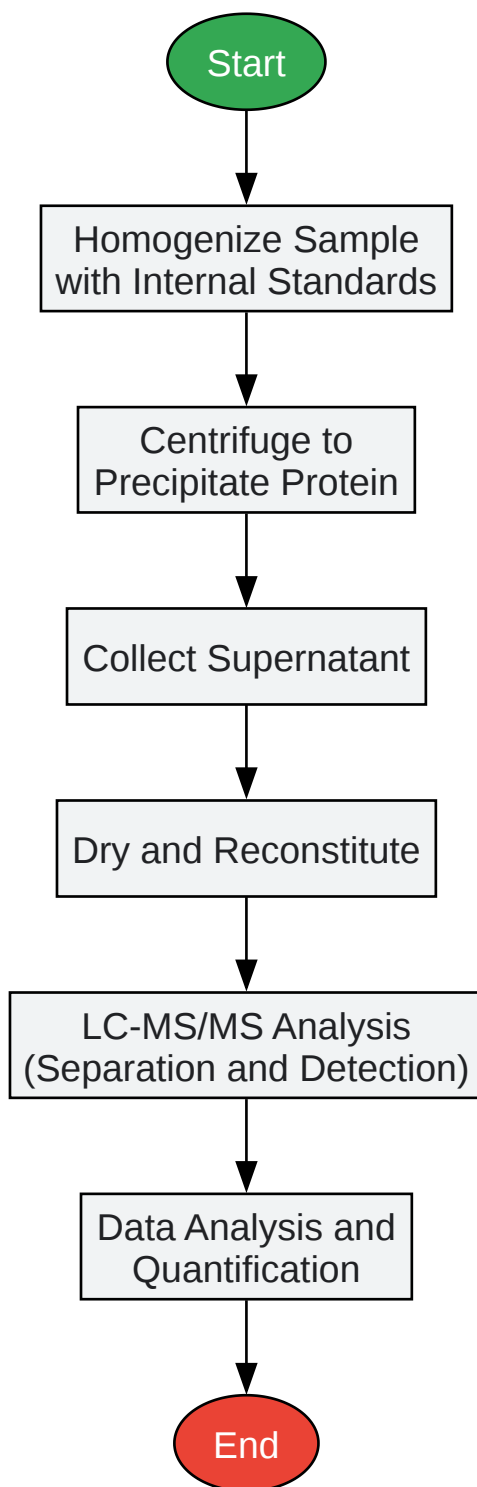 Start
Homogenize Sample
with Internal Standards
Centrifuge to
Precipitate Protein
Collect Supernatant
Dry and Reconstitute
LC-MS/MS Analysis
(Separation and Detection)
Data Analysis and
Quantification
End